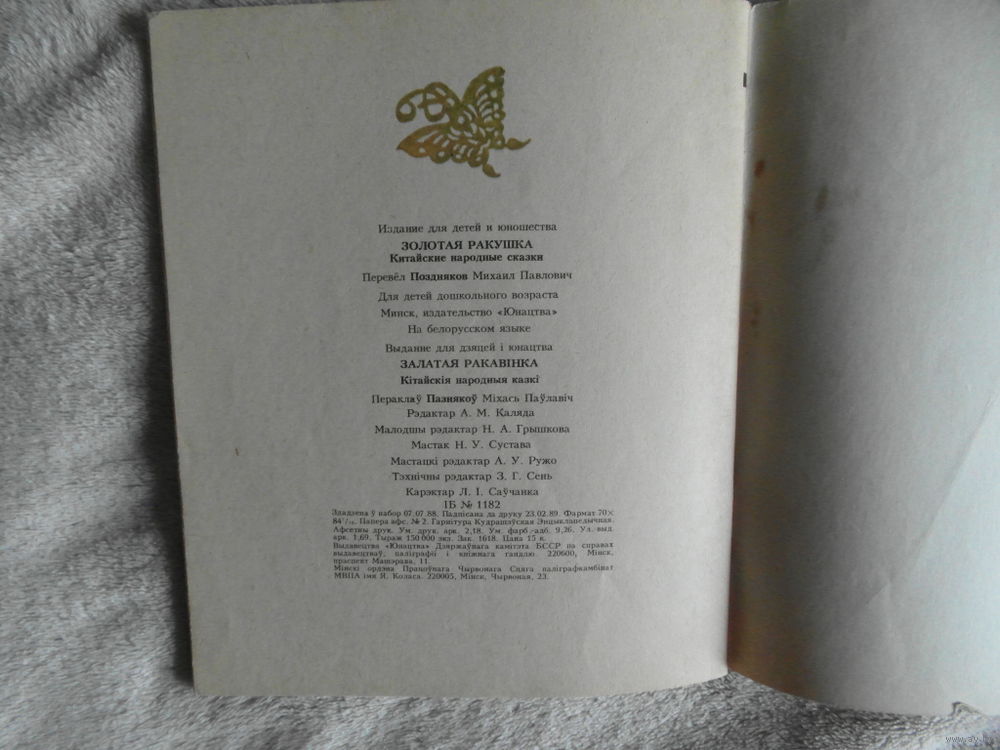 Издание для детей и юношества
ЗОЛОТАЯ РАКУШКА
Китайские народные сказки
Перевёл Поздняков Михаил Павлович
Для детей дошкольного возраста
Минск, издательство «Юнацтва»
На белорусском языке
Выданне для дзяцей і юнацтва
ЗАЛАТАЯ РАКАВІНКА
Кітайскія народныя казкі
Пераклаў Пазнякоў Міхась Паўлавіч
Рэдактар А. М. Каляда
Малодшы рэдактар Н. А. Грышкова
Мастак Н. У. Сустава
Мастацкі рэдактар А. У. Ружо
Тэхнічны рэдактар З. Г. Сень
Карэктар Л. І. Саўчанка
ІБ № 1182
Здадзена ў набор 07.07.88. Падпісана да друку 23.02.89. Фармат 70×
84¹/₁₆. Папера афс. № 2. Гарнітура Кудрашэўская Энцыклапедычная.
Афсетны друк. Ум. друк. арк. 2,18. Ум. фарб.-адб. 9,26. Ул. выд.
арк. 1,69. Тыраж 150 000 экз. Зак. 1618. Цана 15 к.
Выдавецтва «Юнацтва» Дзяржаўнага камітэта БССР па справах
выдавецтваў, паліграфіі і кніжнага гандлю. 220600, Мінск,
праспект Машэрава, 11.
Мінскі ордэна Працоўнага Чырвонага Сцяга паліграфкамбінат
МВПА імя Я. Коласа. 220005, Мінск, Чырвоная, 23.